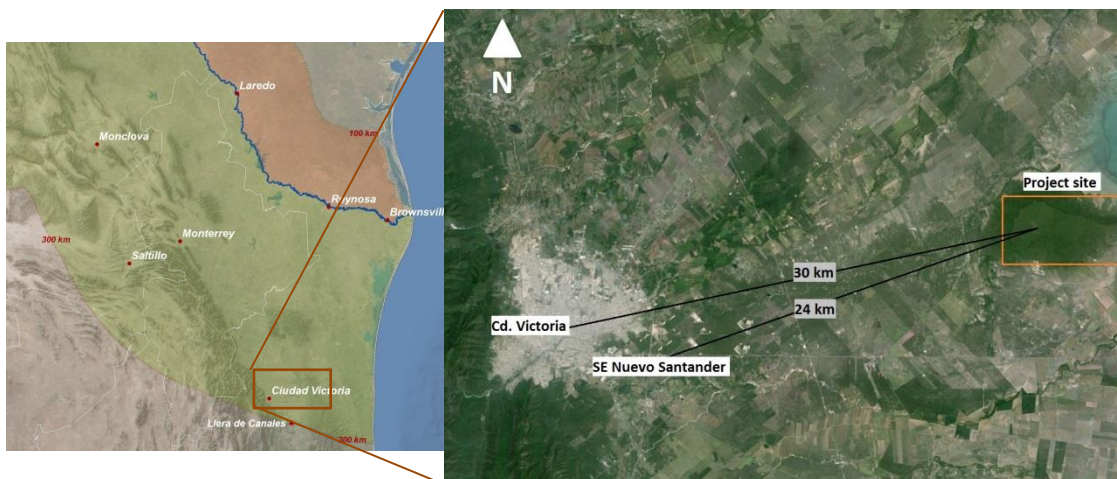 Laredo
Monclova
100 km
Reynosa
Brownsvill
300 km
Monterrey
Saltillo
Ciudad Victoria
Llera de Canales
300 km
N
Project site
30 km
24 km
Cd. Victoria
SE Nuevo Santander